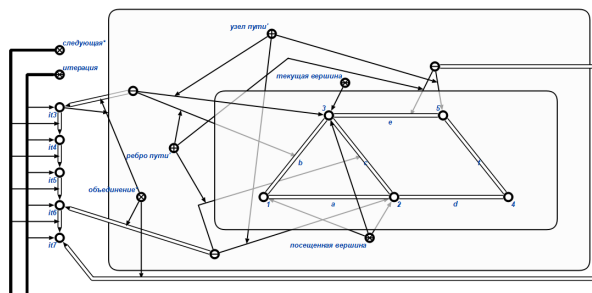 узел пути'
следующая*
итерация
текущая вершина
it3
3
5
e
it4
ребро пути'
b
c
f
it5
объединение
1
a
2
d
4
it6
посещенная вершина
it7